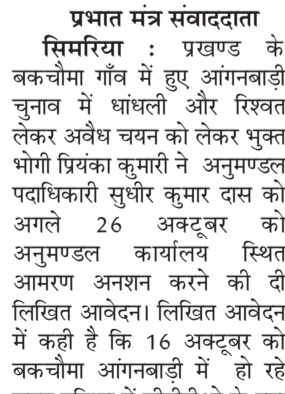 प्रभात मंत्र संवाददाता
सिमरिया : प्रखण्ड के
बकचौमा गाँव में हुए आंगनबाड़ी
चुनाव में धांधली और रिश्वत
लेकर अवैध चयन को लेकर भुक्त
भोगी प्रियंका कुमारी ने अनुमण्डल
पदाधिकारी सुधीर कुमार दास को
अगले 26 अक्टूबर को
अनुमण्डल कार्यालय स्थित
आमरण अनशन करने की दी
लिखित आवेदन। लिखित आवेदन
में कही है कि 16 अक्टूबर को
बकचौमा आंगनबाड़ी में हो रहे